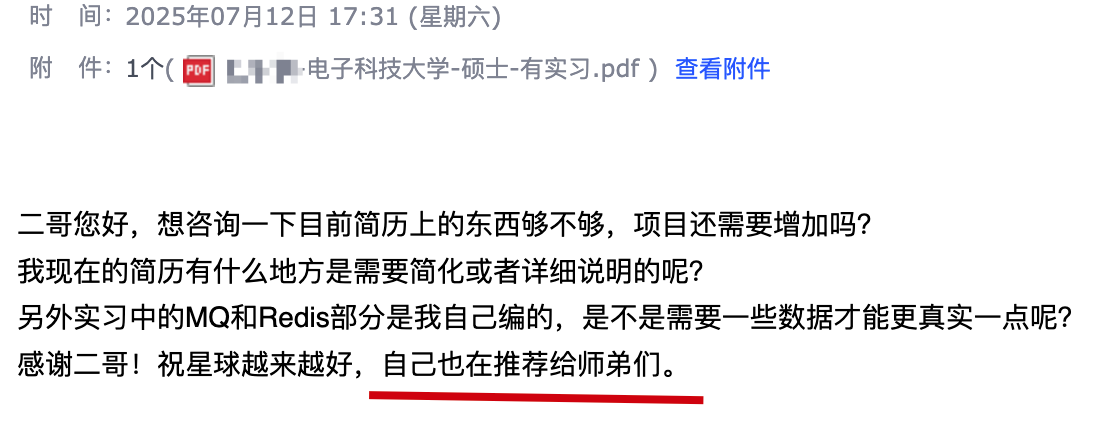 时 间：2025年07月12日 17:31 (星期六)
附 件：1个( PDF -电子科技大学-硕士-有实习.pdf ) 查看附件
二哥您好，想咨询一下目前简历上的东西够不够，项目还需要增加吗？
我现在的简历有什么地方是需要简化或者详细说明的呢？
另外实习中的MQ和Redis部分是我自己编的，是不是需要一些数据才能更真实一点呢？
感谢二哥！祝星球越来越好，自己也在推荐给师弟们。